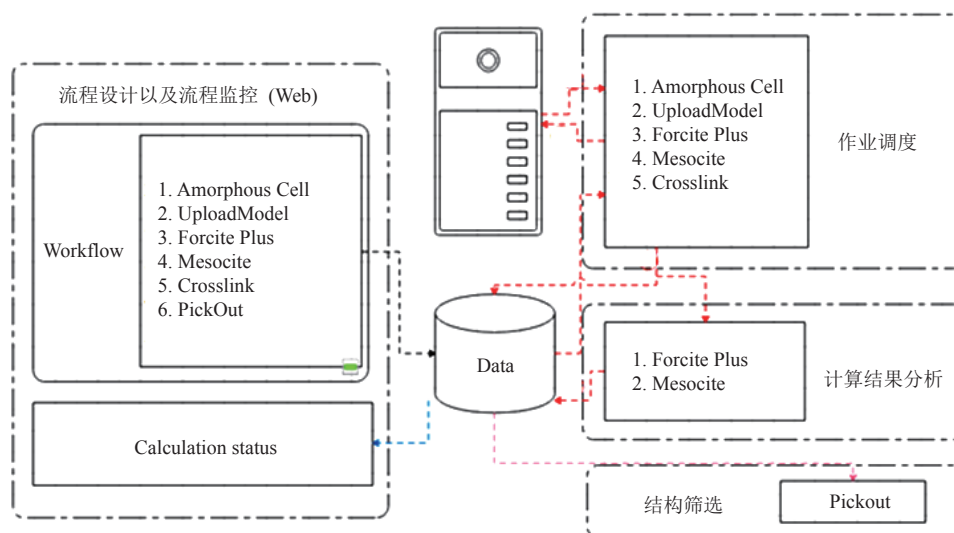 流程设计以及流程监控 (Web)
Workflow
1. Amorphous Cell
2. UploadModel
3. Forcite Plus
4. Mesocite
5. Crosslink
6. PickOut
Calculation status
Data
1. Amorphous Cell
2. UploadModel
3. Forcite Plus
4. Mesocite
5. Crosslink
作业调度
1. Forcite Plus
2. Mesocite
计算结果分析
结构筛选
Pickout